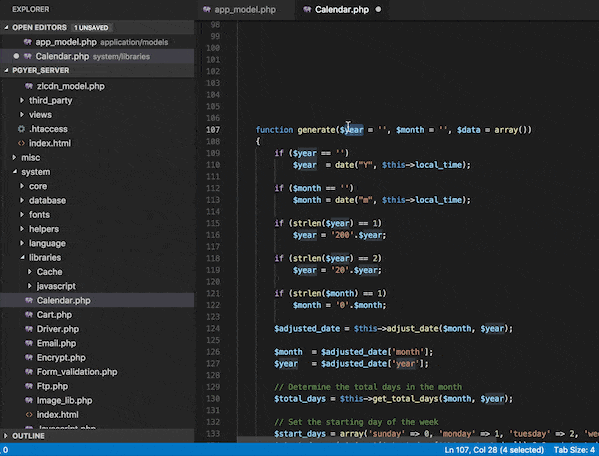 EXPLORER
OPEN EDITORS 1 UNSAVED
app_model.php application/models
Calendar.php system/libraries
PGYER_SERVER
zlcdn_model.php
third_party
views
.htaccess
index.html
misc
system
core
database
fonts
helpers
language
libraries
Cache
javascript
Calendar.php
Cart.php
Driver.php
Email.php
Encrypt.php
Form_validation.php
Ftp.php
Image_lib.php
index.html
Javascript.php
OUTLINE
app_model.php Calendar.php
98
99
100
101
102
103
104
105
106
107 function generate($year = '', $month = '', $data = array())
108 {
109 if ($year == '')
110 $year = date("Y", $this->local_time);
111
112 if ($month == '')
113 $month = date("m", $this->local_time);
114
115 if (strlen($year) == 1)
116 $year = '200'.$year;
117
118 if (strlen($year) == 2)
119 $year = '20'.$year;
120
121 if (strlen($month) == 1)
122 $month = '0'.$month;
123
124 $adjusted_date = $this->adjust_date($month, $year);
125
126 $month = $adjusted_date['month'];
127 $year = $adjusted_date['year'];
128
129 // Determine the total days in the month
130 $total_days = $this->get_total_days($month, $year);
131
132 // Set the starting day of the week
133 $start_days = array('sunday' => 0, 'monday' => 1, 'tuesday' => 2, 'wed
0 Ln 107, Col 28 (4 selected) Tab Size: 4